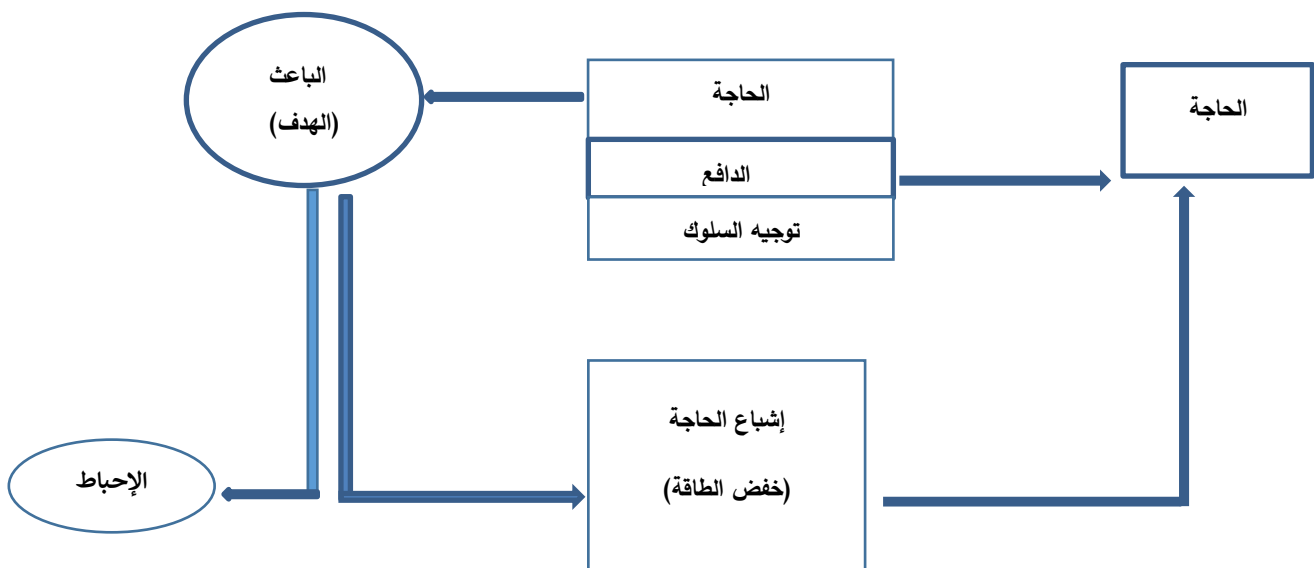 الحاجة
الحاجة
الدافع
توجيه السلوك
الباعث
(الهدف)
إشباع الحاجة
(خفض الطاقة)
الإحباط